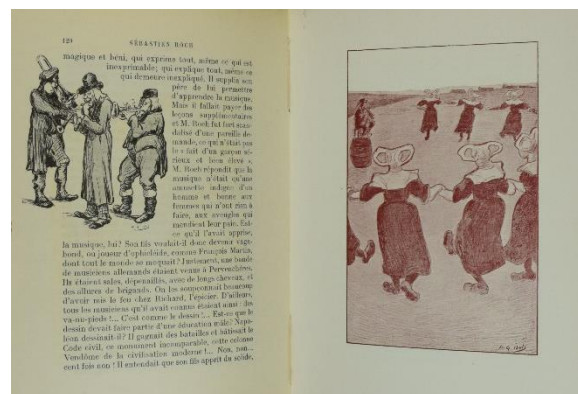 120 SÉBASTIEN ROCH
magique et béni, qui exprime tout, même ce qui est
inexprimable; qui explique tout, même ce
qui demeure inexpliqué. Il supplia son
père de lui permettre
d'apprendre la musique.
Mais il fallait payer des
leçons supplémentaires
et M. Roch fut fort scan-
dalisé d'une pareille de-
mande, ce qui n'était pas
le « fait d'un garçon sé-
rieux et bien élevé ».
M. Roch répondit que la
musique n'était qu'une
amusette indigne d'un
homme et bonne aux
femmes qui n'ont rien à
faire, aux aveugles qui
mendient leur pain. Est-
ce qu'il l'avait apprise,
la musique, lui? Son fils voulait-il donc devenir vaga-
bond, ou joueur d'ophicléide, comme François Martin,
dont tout le monde se moquait? Justement, une bande
de musiciens allemands étaient venus à Pervenchères.
Ils étaient sales, dépenaillés, avec de longs cheveux, et
des allures de brigands. On les soupçonnait beaucoup
d'avoir mis le feu chez Richard, l'épicier. D'ailleurs,
tous les musiciens qu'il avait connus étaient ainsi : des
va-nu-pieds !... C'est comme le dessin !... Est-ce que le
dessin devait faire partie d'une éducation mâle? Napo-
léon dessinait-il? Il gagnait des batailles et bâtissait le
Code civil, ce monument incomparable, cette colonne
Vendôme de la civilisation moderne !... Non, non...
cent fois non ! Il entendait que son fils apprît du solide,